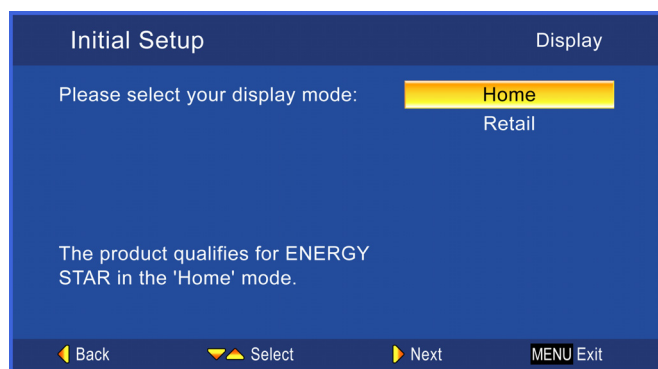 Initial Setup Display
Please select your display mode: Home
Retail
The product qualifies for ENERGY
STAR in the 'Home' mode.
Back Select Next MENU Exit